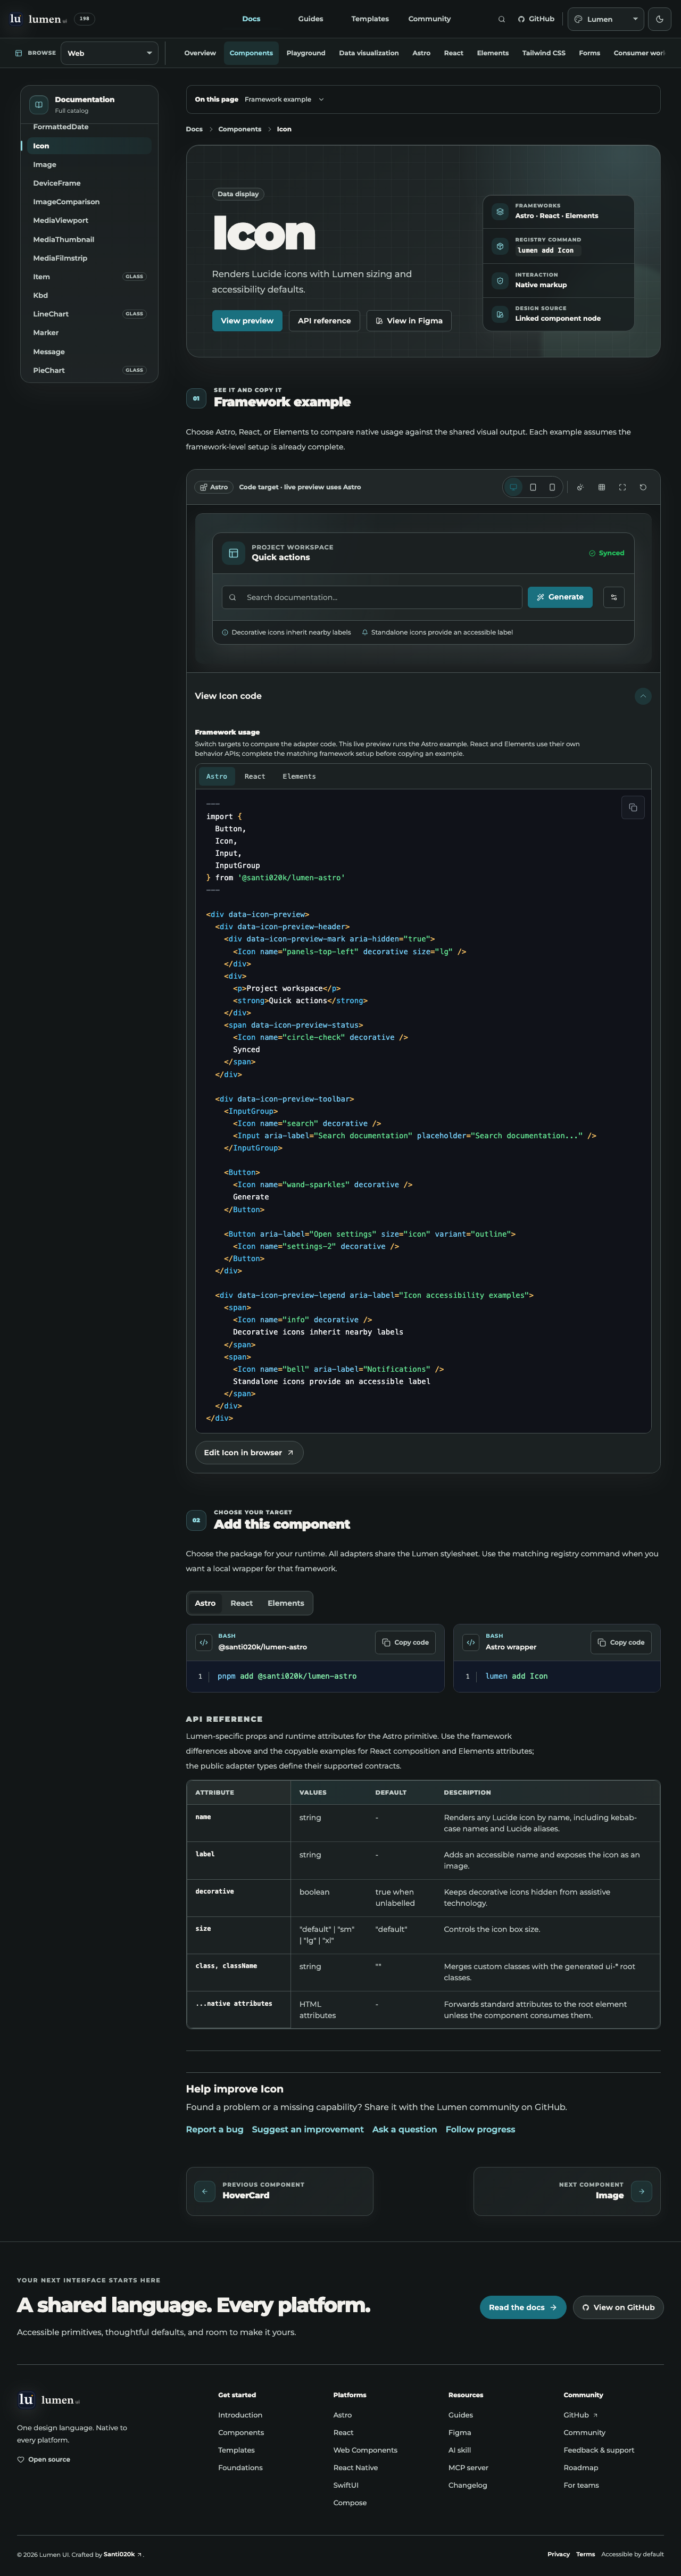 lu lumen ui 198
Docs Guides Templates Community
GitHub
Lumen
BROWSE
Web
Overview Components Playground Data visualization Astro React Elements Tailwind CSS Forms
Documentation
Full catalog
FormattedDate
Icon
Image
DeviceFrame
ImageComparison
MediaViewport
MediaThumbnail
MediaFilmstrip
Item GLASS
Kbd
LineChart GLASS
Marker
Message
PieChart GLASS
On this page Framework example
Docs > Components > Icon
Data display
Icon
Renders Lucide icons with Lumen sizing and
accessibility defaults.
View preview
API reference
View in Figma
FRAMEWORKS
Astro · React · Elements
REGISTRY COMMAND
lumen add Icon
INTERACTION
Native markup
DESIGN SOURCE
Linked component node
01
SEE IT AND COPY IT
Framework example
Choose Astro, React, or Elements to compare native usage against the shared visual output. Each example assumes the
framework-level setup is already complete.
Astro
Code target · live preview uses Astro
PROJECT WORKSPACE
Quick actions
Synced
Search documentation...
Generate
Decorative icons inherit nearby labels
Standalone icons provide an accessible label
View Icon code
Framework usage
Switch targets to compare the adapter code. This live preview runs the Astro example. React and Elements use their own
behavior APIs; complete the matching framework setup before copying an example.
Astro React Elements
---
import {
  Button,
  Icon,
  Input,
  InputGroup
} from '@santi020k/lumen-astro'
---
<div data-icon-preview>
  <div data-icon-preview-header>
    <div data-icon-preview-mark aria-hidden="true">
      <Icon name="panels-top-left" decorative size="lg" />
    </div>
    <div>
      <p>Project workspace</p>
      <strong>Quick actions</strong>
    </div>
    <span data-icon-preview-status>
      <Icon name="circle-check" decorative />
      Synced
    </span>
  </div>
  <div data-icon-preview-toolbar>
    <InputGroup>
      <Icon name="search" decorative />
      <Input aria-label="Search documentation" placeholder="Search documentation..." />
    </InputGroup>
    <Button>
      <Icon name="wand-sparkles" decorative />
      Generate
    </Button>
    <Button aria-label="Open settings" size="icon" variant="outline">
      <Icon name="settings-2" decorative />
    </Button>
  </div>
  <div data-icon-preview-legend aria-label="Icon accessibility examples">
    <span>
      <Icon name="info" decorative />
      Decorative icons inherit nearby labels
    </span>
    <span>
      <Icon name="bell" aria-label="Notifications" />
      Standalone icons provide an accessible label
    </span>
  </div>
</div>
Edit Icon in browser
02
CHOOSE YOUR TARGET
Add this component
Choose the package for your runtime. All adapters share the Lumen stylesheet. Use the matching registry command when you
want a local wrapper for that framework.
Astro React Elements
BASH
@santi020k/lumen-astro
Copy code
1 pnpm add @santi020k/lumen-astro
BASH
Astro wrapper
Copy code
1 lumen add Icon
API REFERENCE
Lumen-specific props and runtime attributes for the Astro primitive. Use the framework
differences above and the copyable examples for React composition and Elements attributes;
the public adapter types define their supported contracts.
ATTRIBUTE VALUES DEFAULT DESCRIPTION
name string - Renders any Lucide icon by name, including kebab-
case names and Lucide aliases.
label string - Adds an accessible name and exposes the icon as an
image.
decorative boolean true when Keeps decorative icons hidden from assistive
unlabelled technology.
size "default" | "sm" "default" Controls the icon box size.
| "lg" | "xl"
class, className string "" Merges custom classes with the generated ui-* root
classes.
...native attributes HTML - Forwards standard attributes to the root element
attributes unless the component consumes them.
Help improve Icon
Found a problem or a missing capability? Share it with the Lumen community on GitHub.
Report a bug Suggest an improvement Ask a question Follow progress
PREVIOUS COMPONENT
HoverCard
NEXT COMPONENT
Image
YOUR NEXT INTERFACE STARTS HERE
A shared language. Every platform.
Accessible primitives, thoughtful defaults, and room to make it yours.
Read the docs
View on GitHub
lu lumen ui
One design language. Native to
every platform.
Open source
Get started
Introduction
Components
Templates
Foundations
Platforms
Astro
React
Web Components
React Native
SwiftUI
Compose
Resources
Guides
Figma
AI skill
MCP server
Changelog
Community
GitHub
Community
Feedback & support
Roadmap
For teams
© 2026 Lumen UI. Crafted by Santi020k.
Privacy Terms Accessible by default